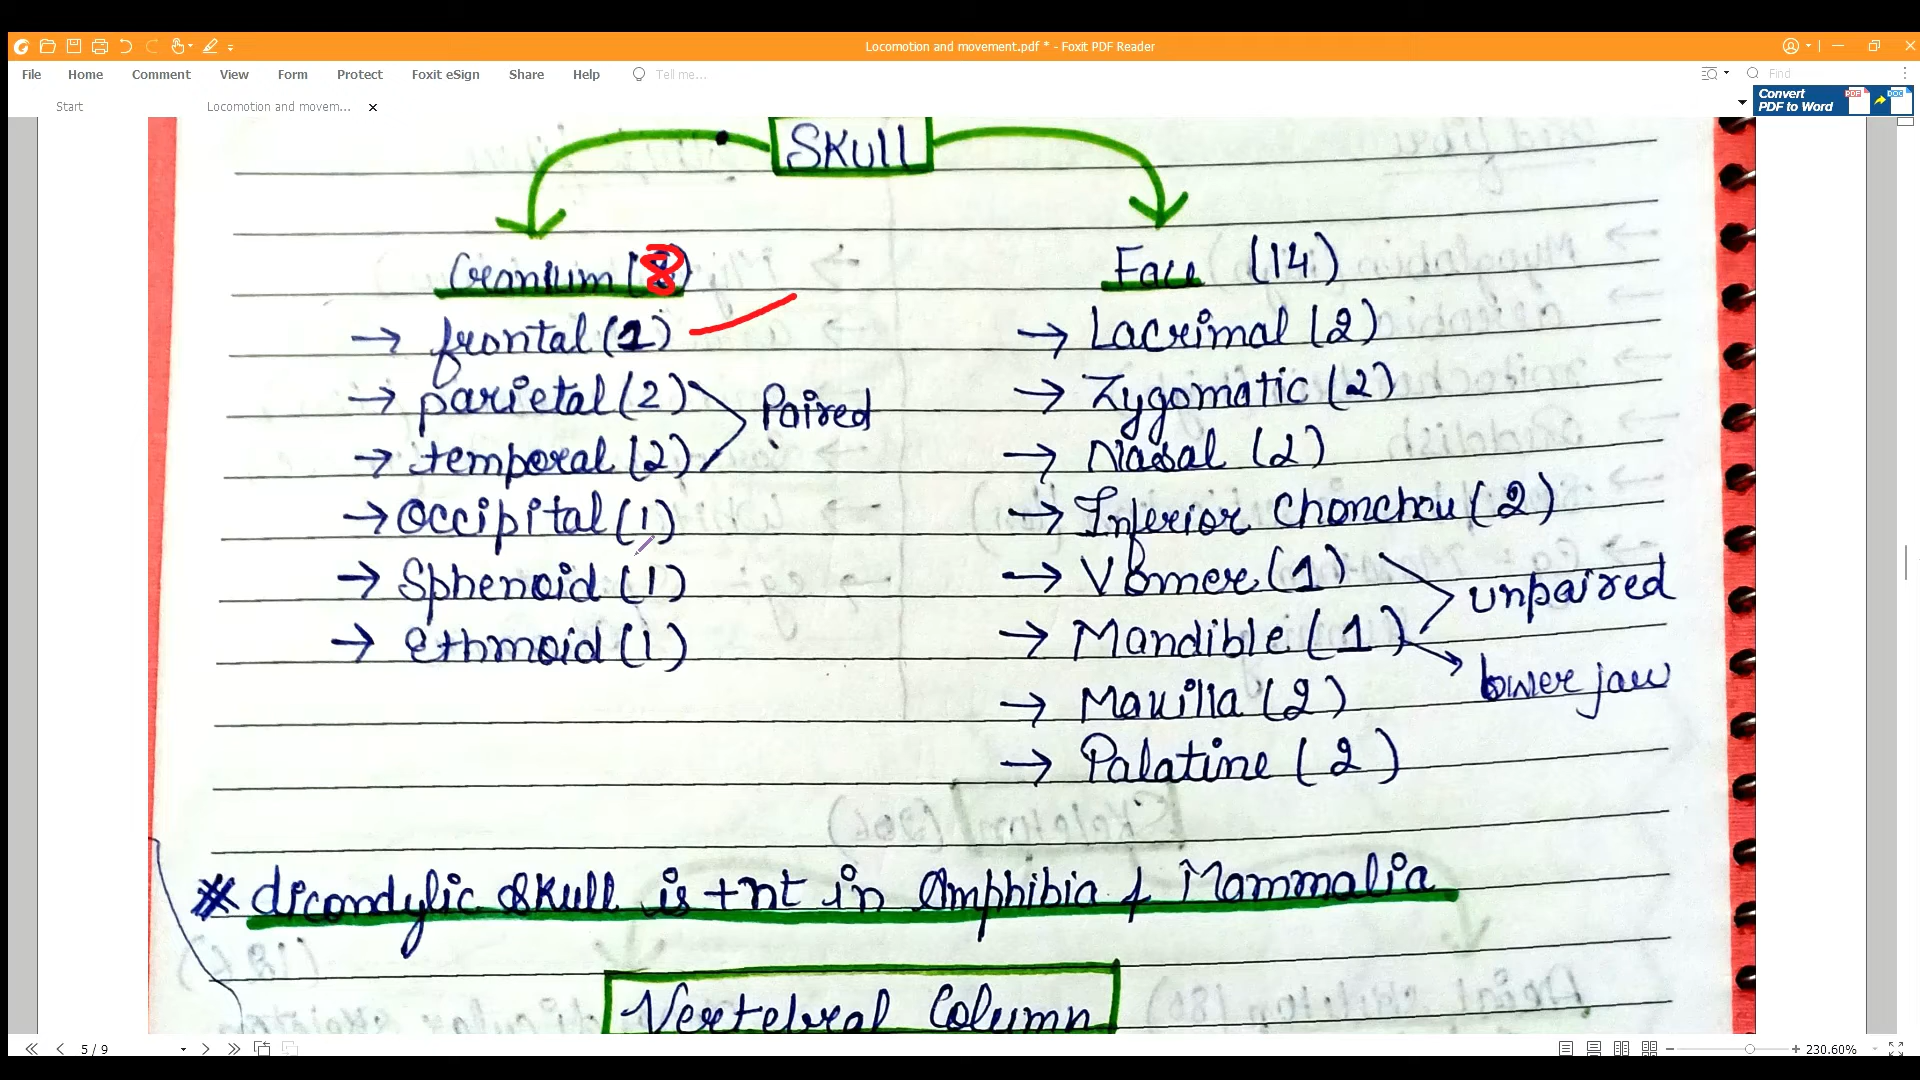 Locomotion and movement.pdf * - Foxit PDF Reader
File Home Comment View Form Protect Foxit eSign Share Help Tell me... Find
Start Locomotion and movem... Convert PDF to Word
Skull
Cranium (8) Face (14)
→ frontal (1) → Lacrimal (2)
→ parietal (2) Paired → Zygomatic (2)
→ temporal (2) → Nasal (2)
→ Occipital (1) → Inferior Chonchau (2)
→ Sphenoid (1) → Vomer (1) unpaired
→ Ethmoid (1) → Mandible (1) → lower jaw
→ Maxilla (2)
→ Palatine (2)
* dicondylic skull is +nt in Amphibia & Mammalia
Vertebral Column
5 / 9 230.60%